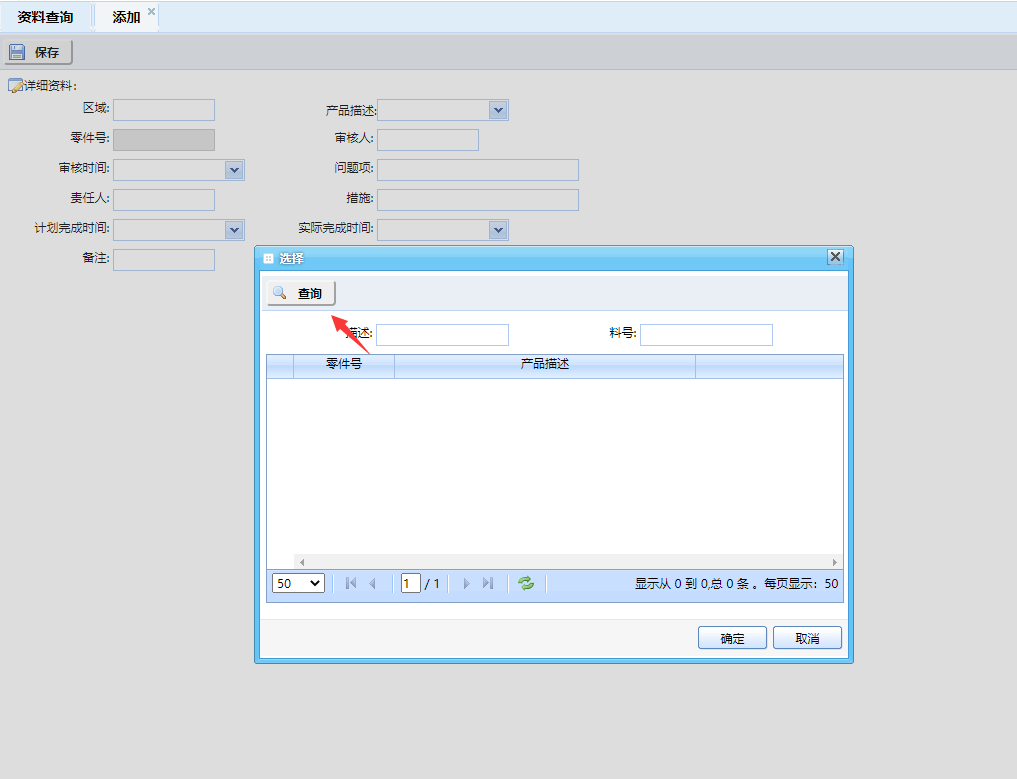 资料查询 添加
保存
详细资料:
区域: 产品描述:
零件号: 审核人:
审核时间: 问题项:
责任人: 措施:
计划完成时间: 实际完成时间:
备注:
选择
查询
描述: 料号:
零件号 产品描述
50 1 / 1 显示从 0 到 0,总 0 条 。每页显示: 50
确定 取消